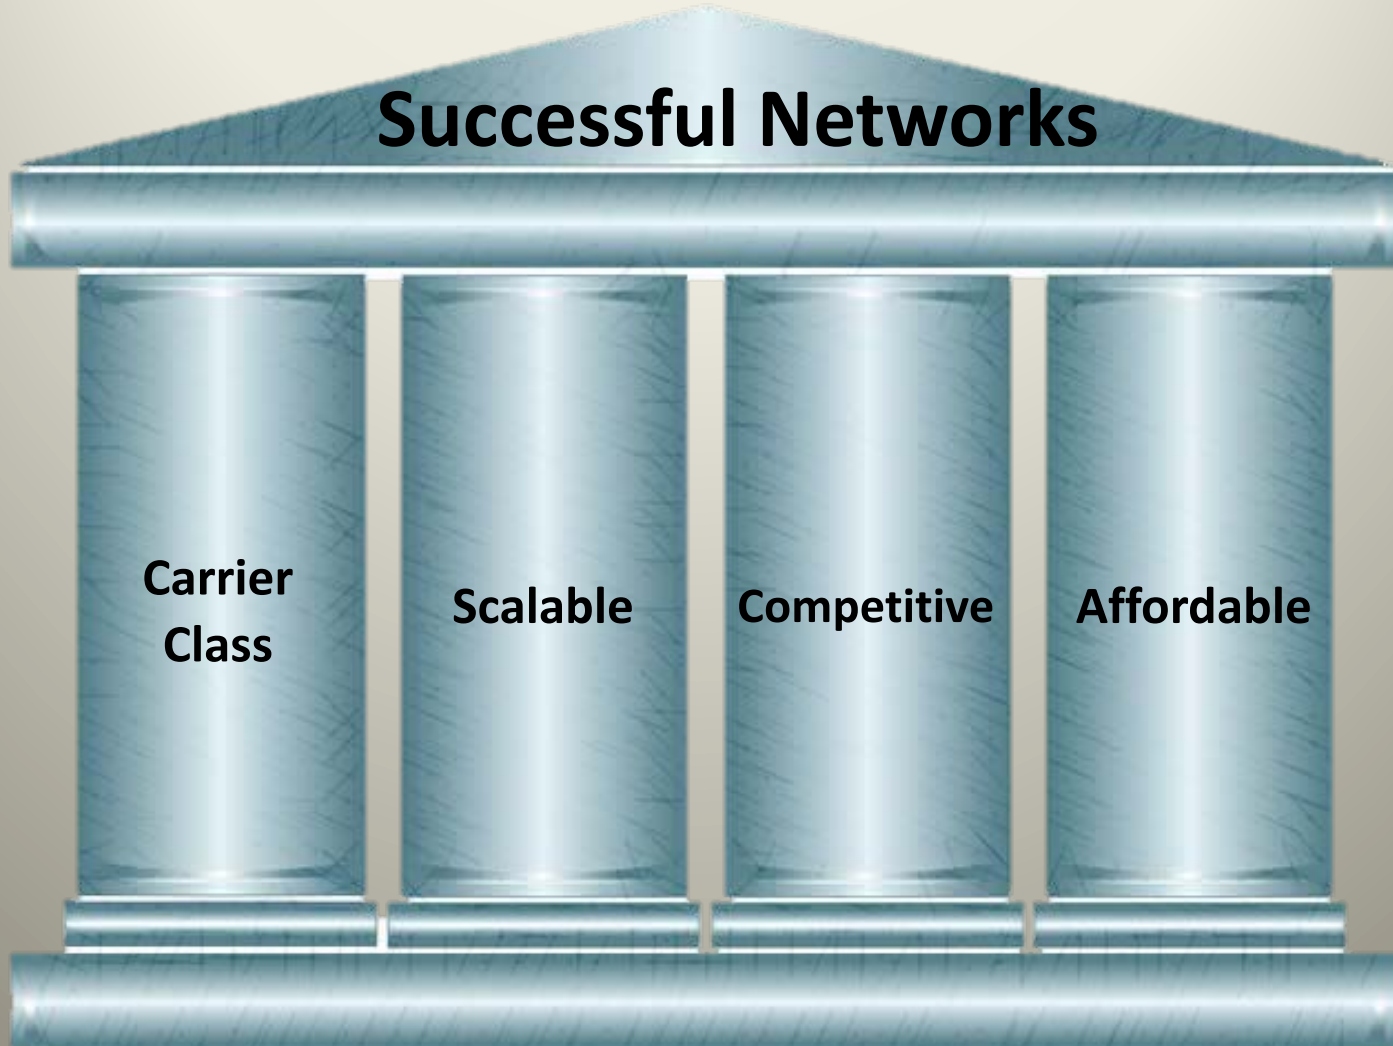 Successful Networks
Carrier
Class
Scalable
Competitive
Affordable